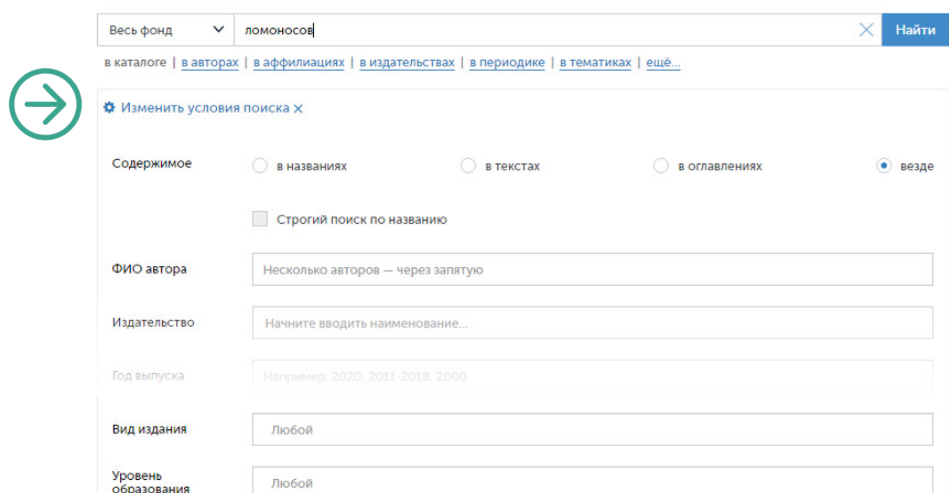 Весь фонд ломоносов Найти
в каталоге | в авторах | в аффилиациях | в издательствах | в периодике | в тематиках | ещё...
Изменить условия поиска ×
Содержимое в названиях в текстах в оглавлениях везде
Строгий поиск по названию
ФИО автора Несколько авторов — через запятую
Издательство Начните вводить наименование...
Год выпуска Например: 2020, 2011-2018, 2000
Вид издания Любой
Уровень
образования Любой